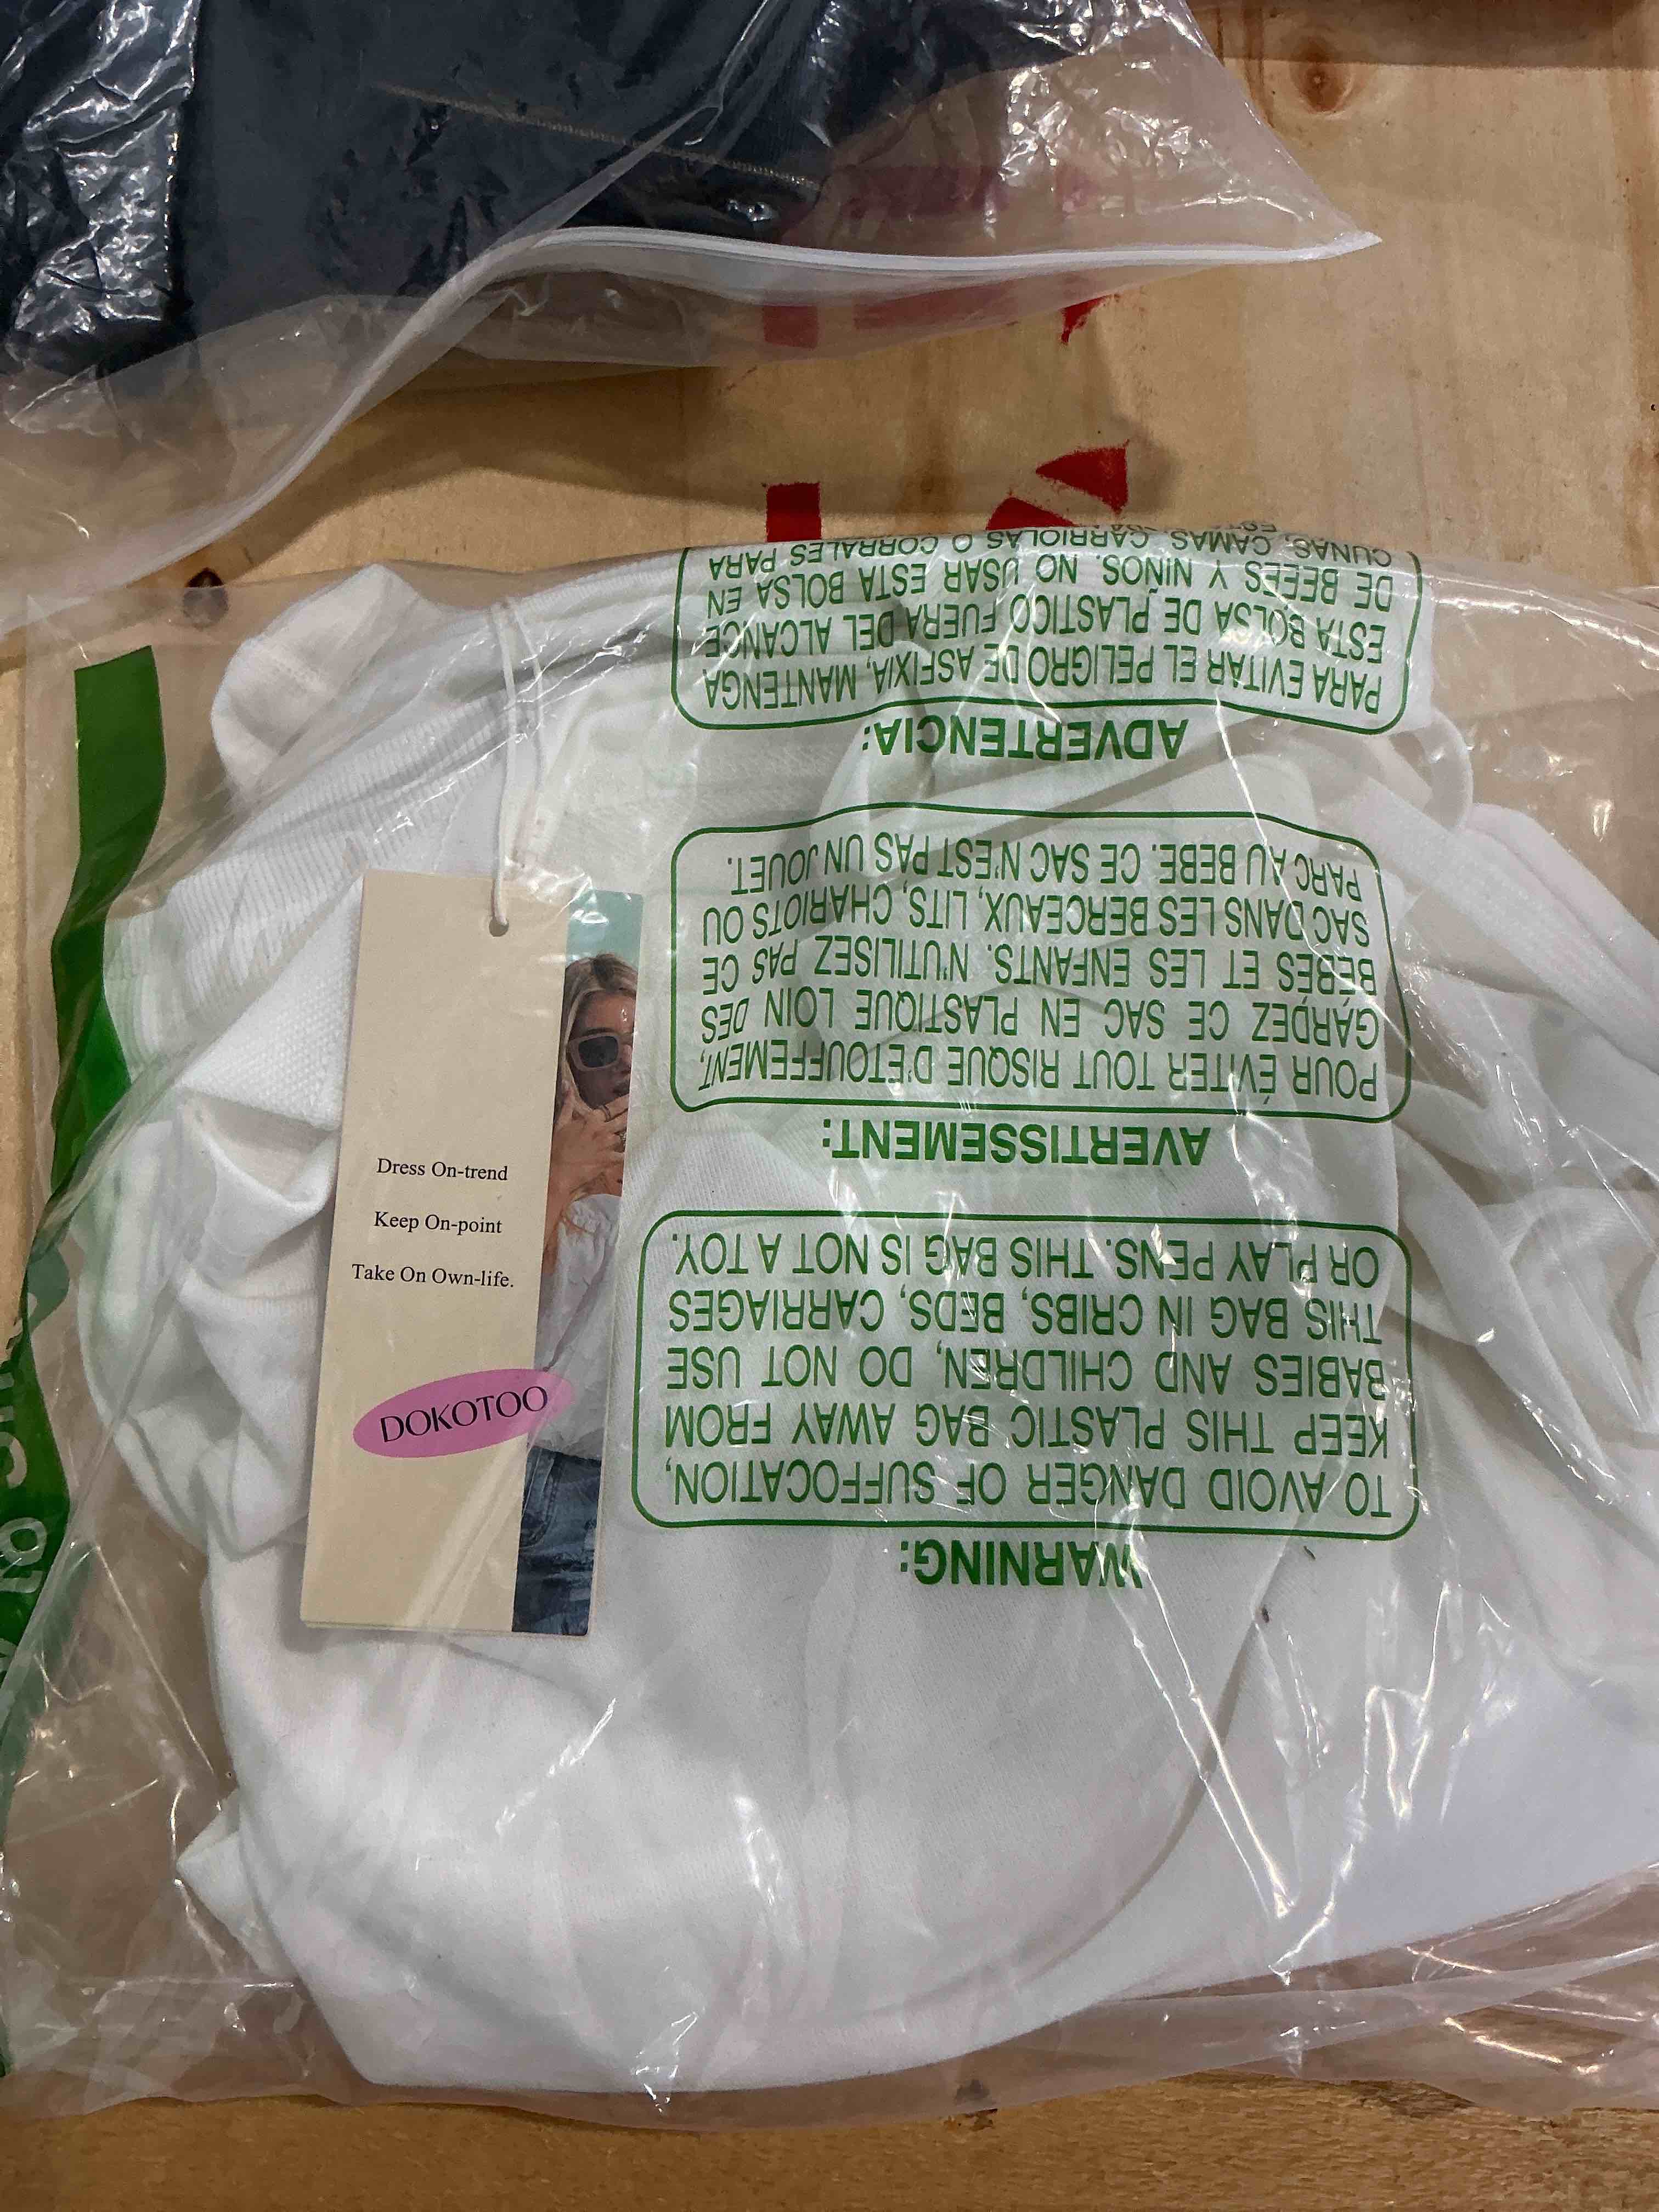 Dress On-trend
Keep On-point
Take On Own-life.
DOKOTOO
WARNING:
TO AVOID DANGER OF SUFFOCATION,
KEEP THIS PLASTIC BAG AWAY FROM
BABIES AND CHILDREN, DO NOT USE
THIS BAG IN CRIBS, BEDS, CARRIAGES
OR PLAY PENS. THIS BAG IS NOT A TOY.
AVERTISSEMENT:
POUR ÉVITER TOUT RISQUE D'ÉTOUFFEMENT,
GARDEZ CE SAC EN PLASTIQUE LOIN DES
BÉBÉS ET LES ENFANTS. N'UTILISEZ PAS CE
SAC DANS LES BERCEAUX, LITS, CHARIOTS OU
PARC AU BEBE. CE SAC N'EST PAS UN JOUET.
ADVERTENCIA:
PARA EVITAR EL PELIGRO DE ASFIXIA, MANTENGA
ESTA BOLSA DE PLASTICO FUERA DEL ALCANCE
DE BEBES Y NIÑOS. NO USAR ESTA BOLSA EN
CUNAS, CAMAS, CARRIOLAS O CORRALES PARA